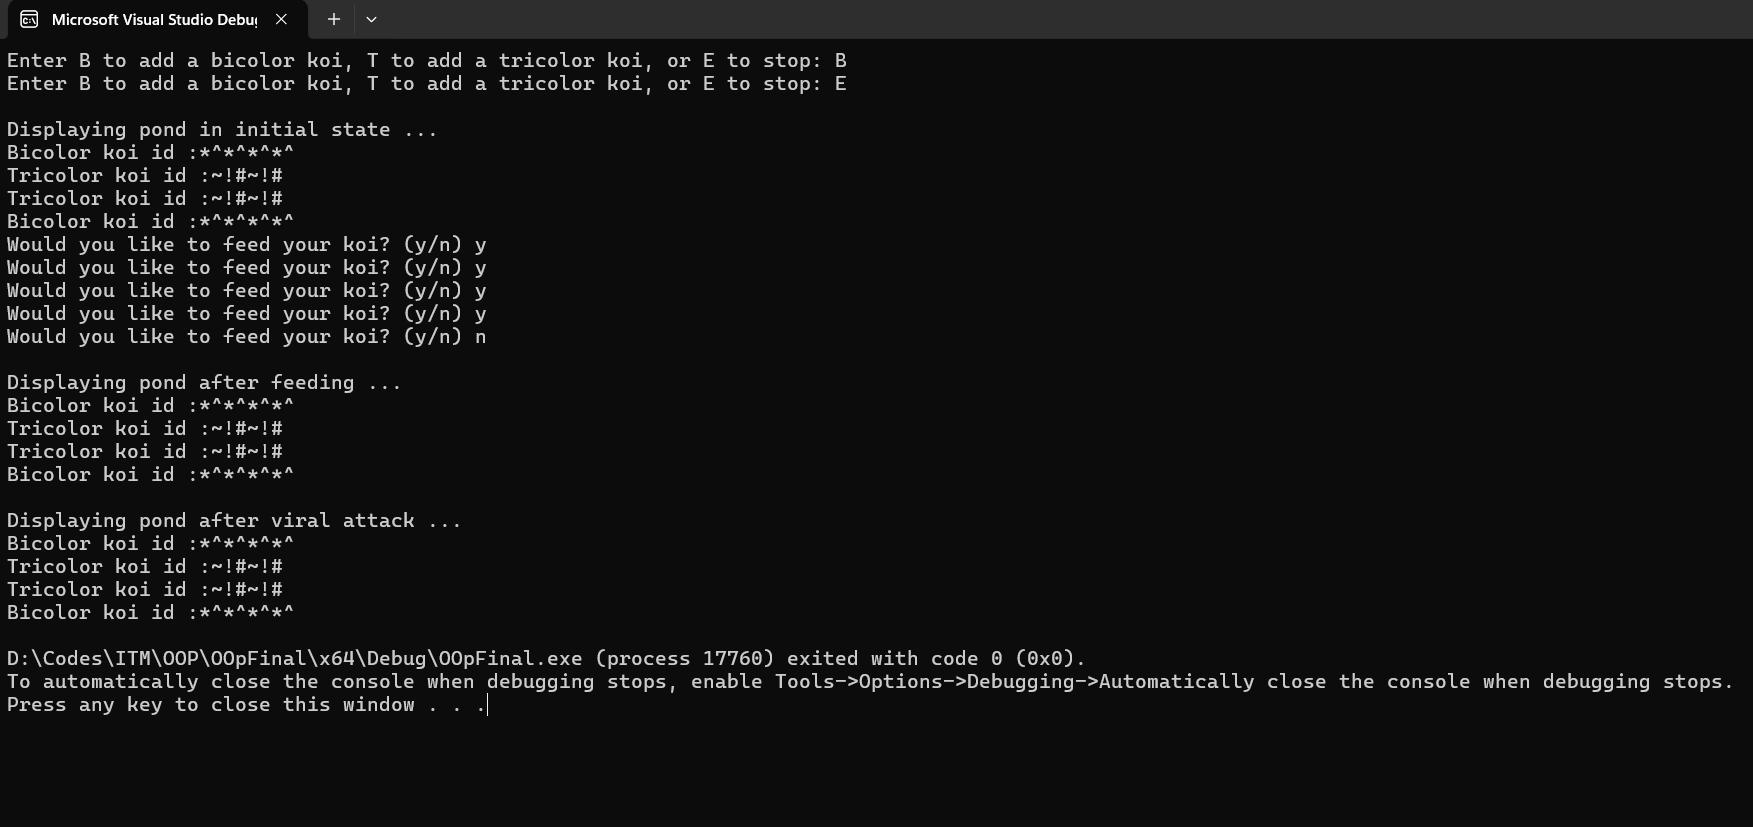 Microsoft Visual Studio Debu
Enter B to add a bicolor koi, T to add a tricolor koi, or E to stop: B
Enter B to add a bicolor koi, T to add a tricolor koi, or E to stop: E
Displaying pond in initial state ...
Bicolor koi id :*^*^*^*^
Tricolor koi id :~!#~!#
Tricolor koi id :~!#~!#
Bicolor koi id :*^*^*^*^
Would you like to feed your koi? (y/n) y
Would you like to feed your koi? (y/n) y
Would you like to feed your koi? (y/n) y
Would you like to feed your koi? (y/n) y
Would you like to feed your koi? (y/n) n
Displaying pond after feeding ...
Bicolor koi id :*^*^*^*^
Tricolor koi id :~!#~!#
Tricolor koi id :~!#~!#
Bicolor koi id :*^*^*^*^
Displaying pond after viral attack ...
Bicolor koi id :*^*^*^*^
Tricolor koi id :~!#~!#
Tricolor koi id :~!#~!#
Bicolor koi id :*^*^*^*^
D:\Codes\ITM\OOP\OOpFinal\x64\Debug\OOpFinal.exe (process 17760) exited with code 0 (0x0).
To automatically close the console when debugging stops, enable Tools->Options->Debugging->Automatically close the console when debugging stops.
Press any key to close this window . . .